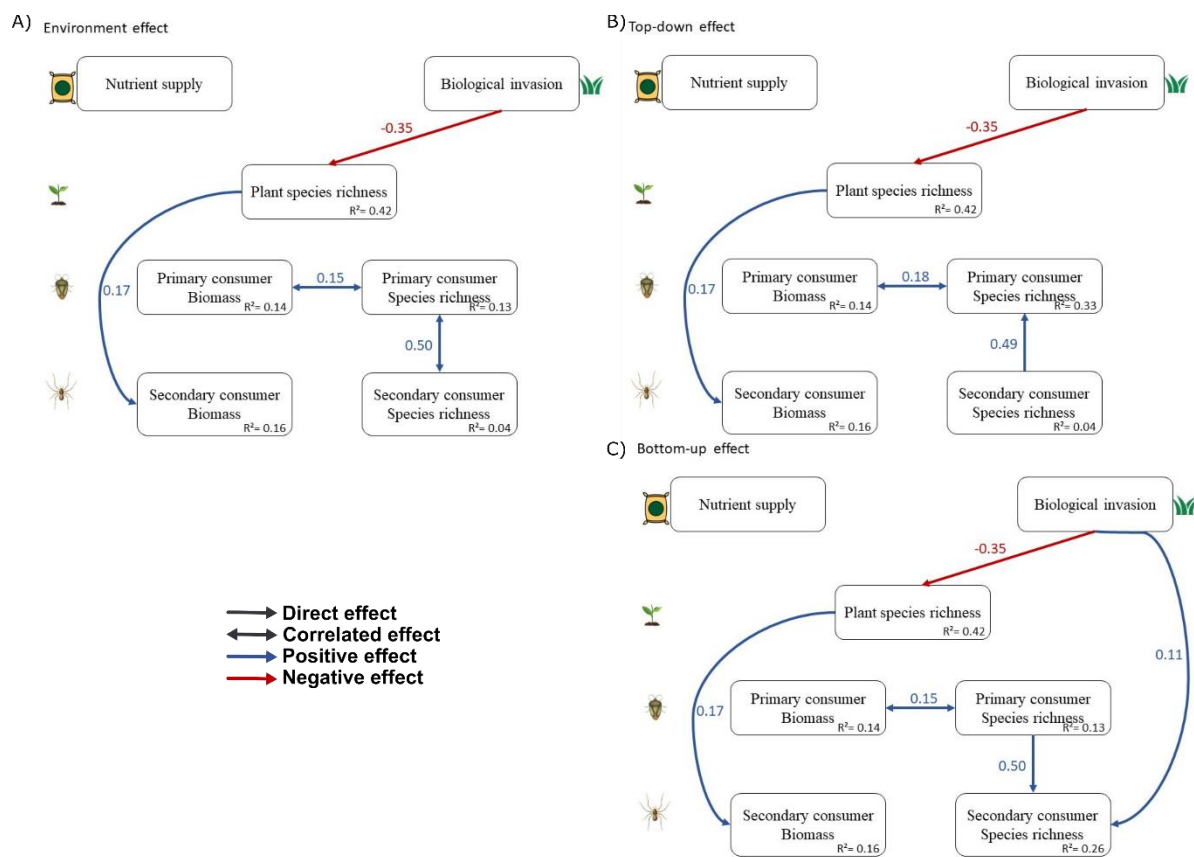 A) Environment effect
Nutrient supply
Biological invasion
-0.35
Plant species richness
R²= 0.42
0.17
Primary consumer
Biomass
R²= 0.14
0.15
Primary consumer
Species richness
R²= 0.13
0.50
Secondary consumer
Biomass
R²= 0.16
Secondary consumer
Species richness
R²= 0.04
B) Top-down effect
Nutrient supply
Biological invasion
-0.35
Plant species richness
R²= 0.42
0.17
Primary consumer
Biomass
R²= 0.14
0.18
Primary consumer
Species richness
R²= 0.33
0.49
Secondary consumer
Biomass
R²= 0.16
Secondary consumer
Species richness
R²= 0.04
C) Bottom-up effect
Nutrient supply
Biological invasion
-0.35
Plant species richness
R²= 0.42
0.11
0.17
Primary consumer
Biomass
R²= 0.14
0.15
Primary consumer
Species richness
R²= 0.13
0.50
Secondary consumer
Biomass
R²= 0.16
Secondary consumer
Species richness
R²= 0.26
Direct effect
Correlated effect
Positive effect
Negative effect